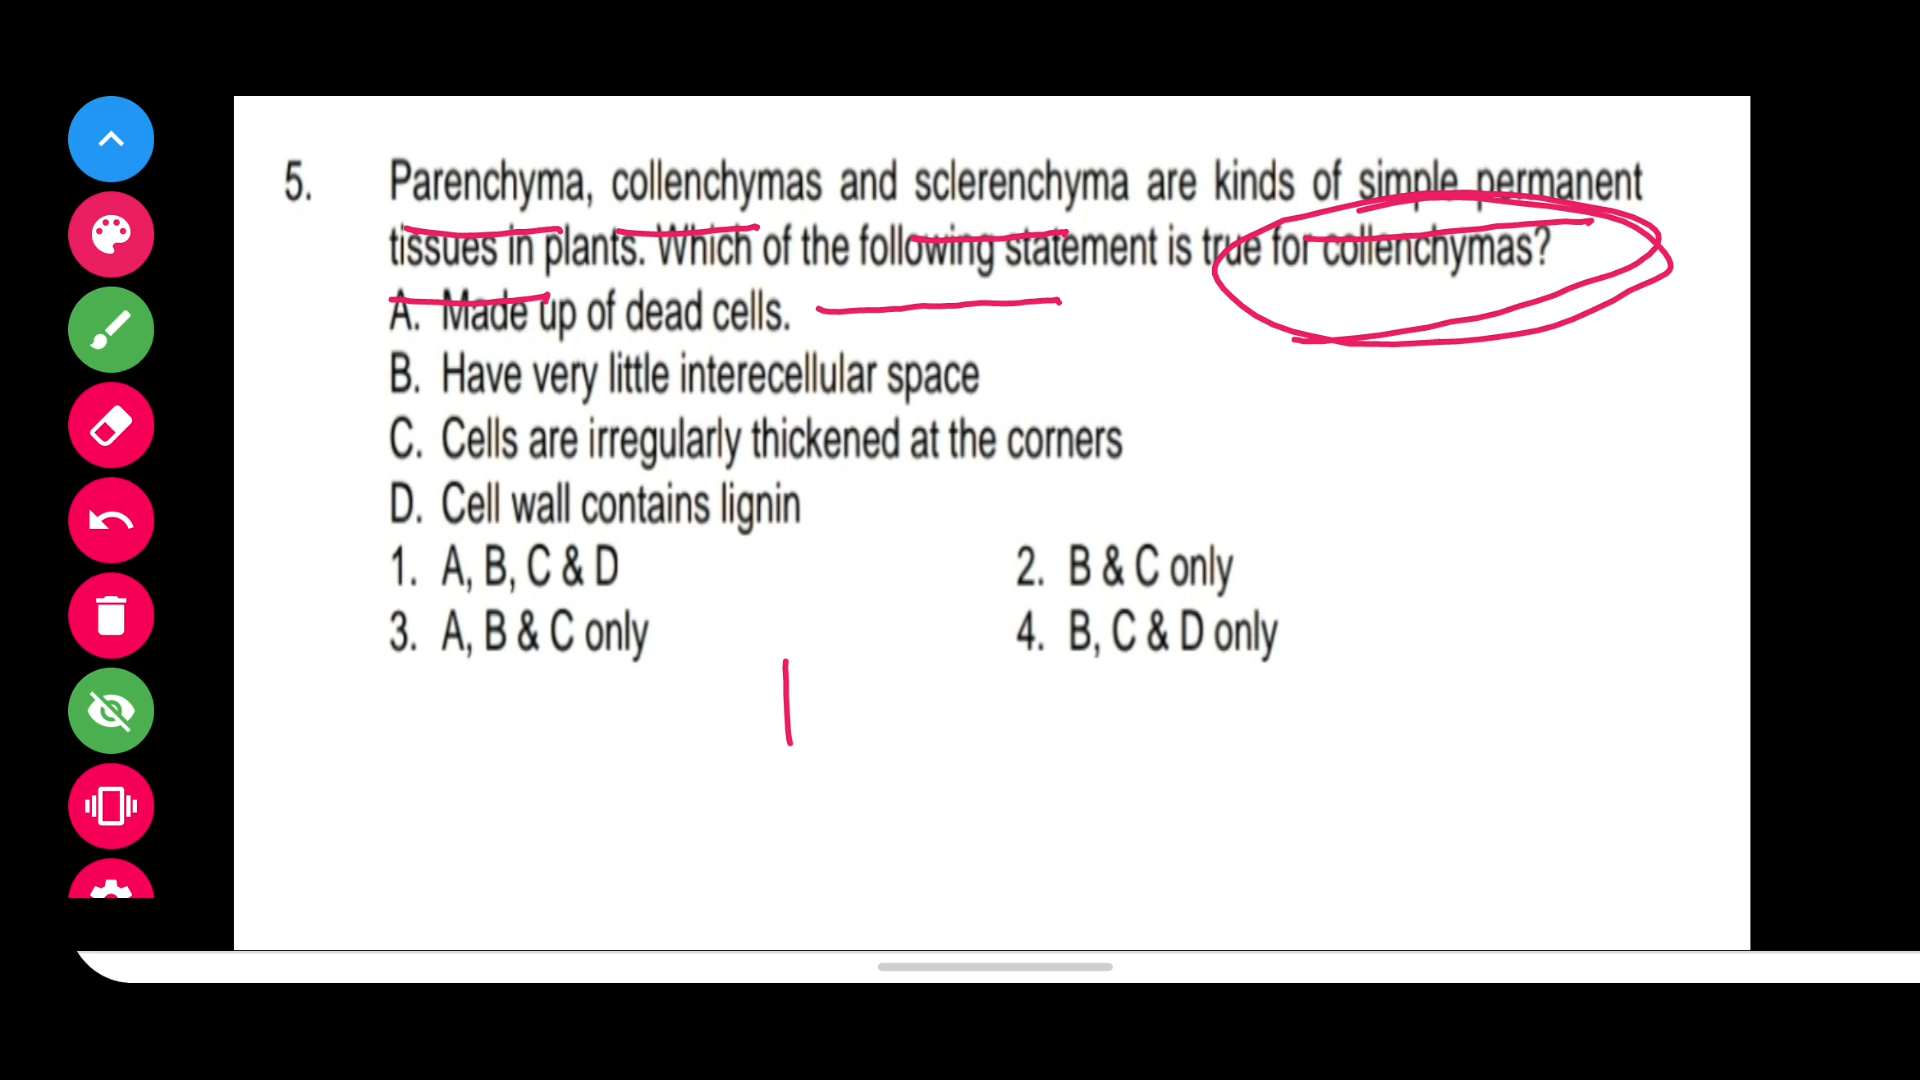 5. Parenchyma, collenchymas and sclerenchyma are kinds of simple permanent
tissues in plants. Which of the following statement is true for collenchymas?
A. Made up of dead cells.
B. Have very little interecellular space
C. Cells are irregularly thickened at the corners
D. Cell wall contains lignin
1. A, B, C & D 2. B & C only
3. A, B & C only 4. B, C & D only